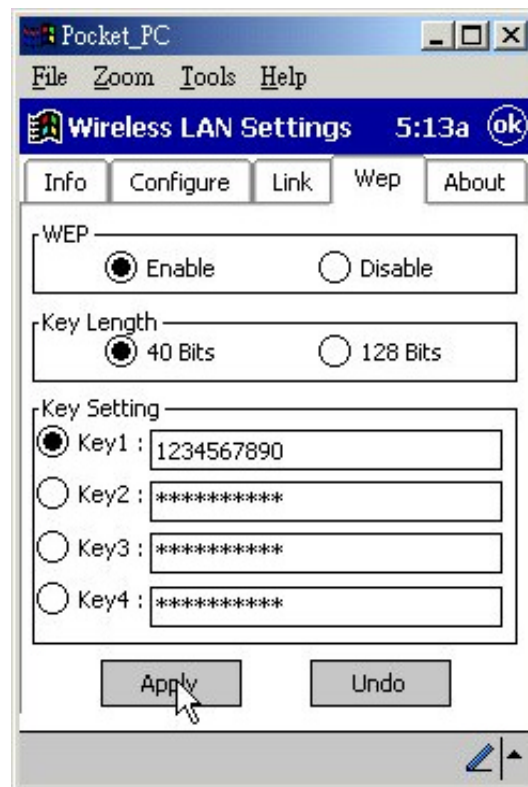 Pocket_PC
File Zoom Tools Help
Wireless LAN Settings 5:13a ok
Info Configure Link Wep About
WEP
Enable Disable
Key Length
40 Bits 128 Bits
Key Setting
Key1 : 1234567890
Key2 : **********
Key3 : **********
Key4 : **********
Apply Undo